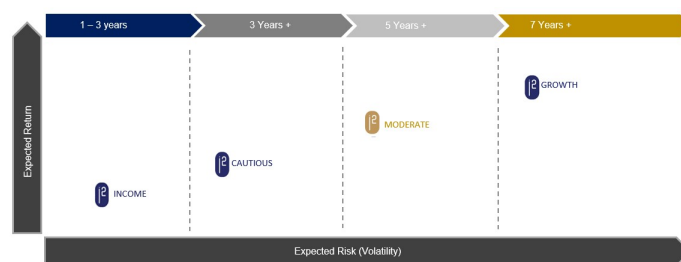 1 – 3 years
3 Years +
5 Years +
7 Years +
Expected Return
GROWTH
MODERATE
CAUTIOUS
INCOME
Expected Risk (Volatility)